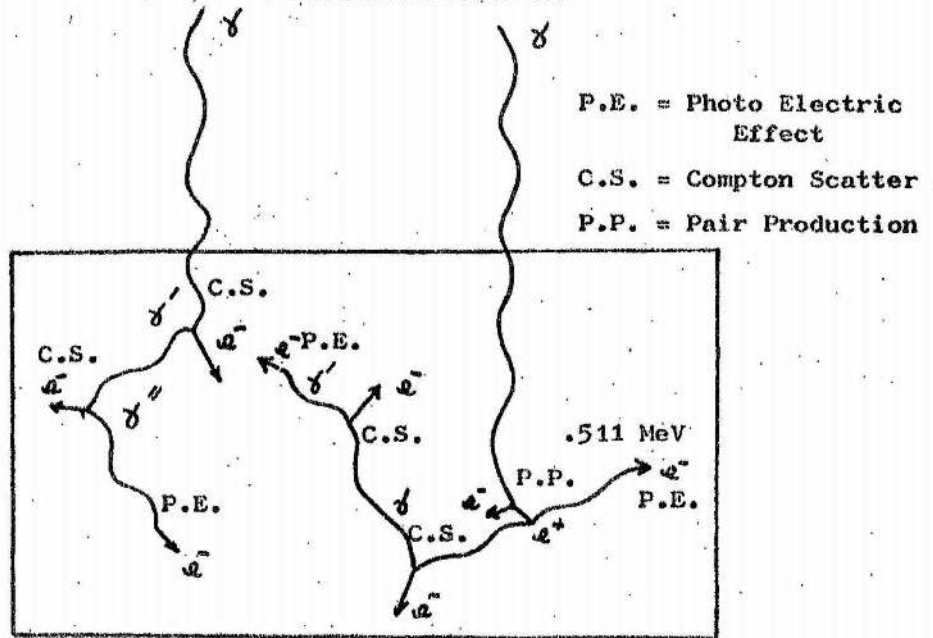 γ
γ
P.E. = Photo Electric
Effect
C.S. = Compton Scatter
P.P. = Pair Production
γ' C.S.
e⁻
C.S.
e⁻
γ"
P.E.
e⁻
e⁻ P.E.
γ'
e⁻
C.S.
γ
C.S.
e⁻
.511 MeV
P.P.
e⁻
e⁺
e⁻
P.E.